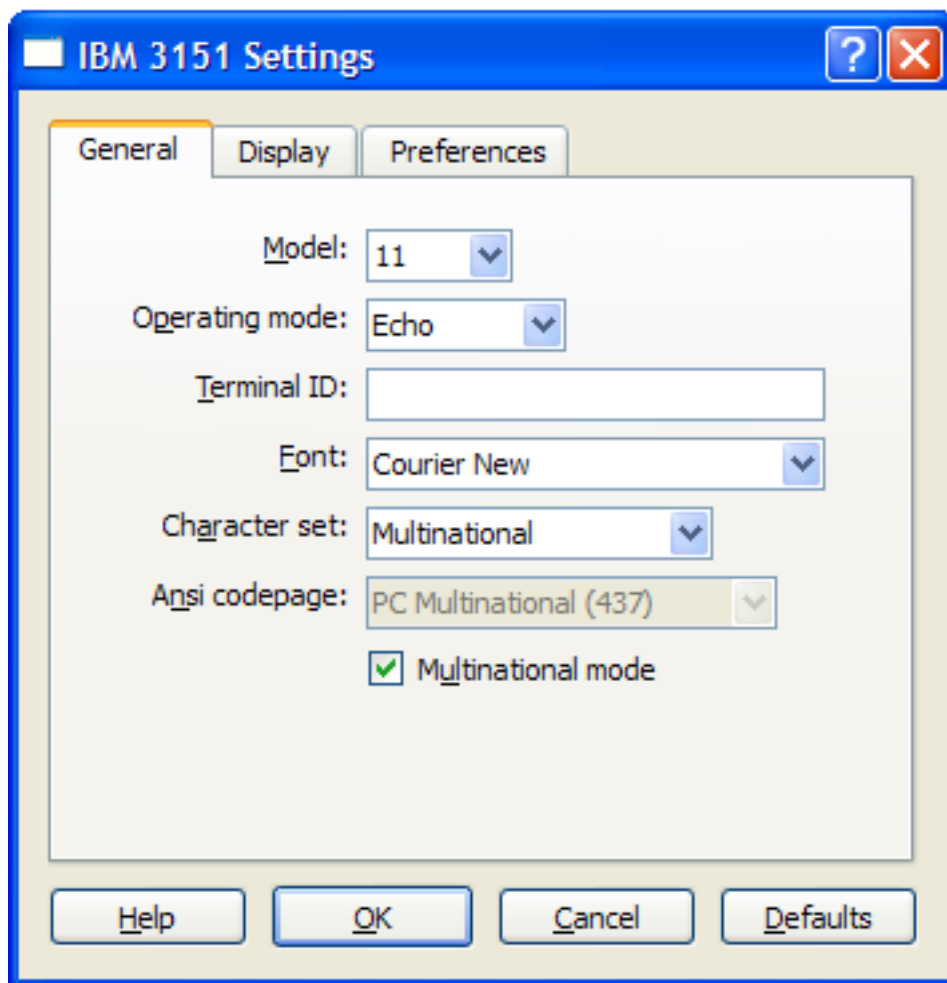 IBM 3151 Settings
General Display Preferences
Model: 11
Operating mode: Echo
Terminal ID:
Font: Courier New
Character set: Multinational
Ansi codepage: PC Multinational (437)
Multinational mode
Help OK Cancel Defaults